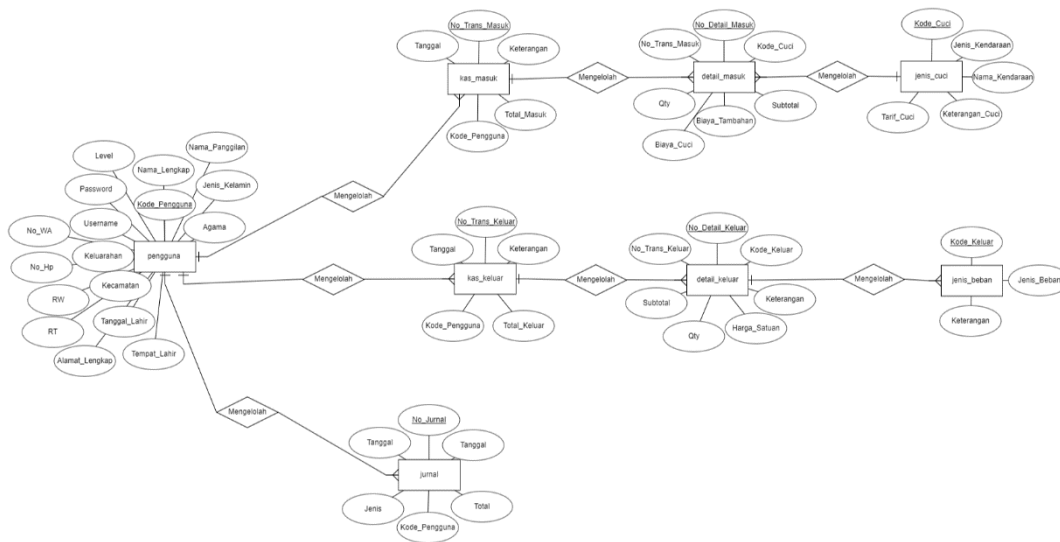 No_Trans_Masuk
Tanggal
Keterangan
kas_masuk
Total_Masuk
Kode_Pengguna
Mengelolah
No_Detail_Masuk
No_Trans_Masuk
Kode_Cuci
detail_masuk
Qty
Subtotal
Biaya_Tambahan
Biaya_Cuci
Mengelolah
Kode_Cuci
Jenis_Kendaraan
jenis_cuci
Nama_Kendaraan
Tarif_Cuci
Keterangan_Cuci
Mengelolah
Nama_Panggilan
Level
Nama_Lengkap
Password
Jenis_Kelamin
Kode_Pengguna
Username
Agama
No_WA
Keluarahan
pengguna
No_Hp
Kecamatan
RW
Tanggal_Lahir
RT
Alamat_Lengkap
Tempat_Lahir
Mengelolah
No_Trans_Keluar
Tanggal
Keterangan
kas_keluar
Kode_Pengguna
Total_Keluar
Mengelolah
No_Detail_Keluar
No_Trans_Keluar
Kode_Keluar
detail_keluar
Subtotal
Keterangan
Qty
Harga_Satuan
Mengelolah
Kode_Keluar
jenis_beban
Jenis_Beban
Keterangan
Mengelolah
No_Jurnal
Tanggal
Tanggal
jurnal
Jenis
Total
Kode_Pengguna